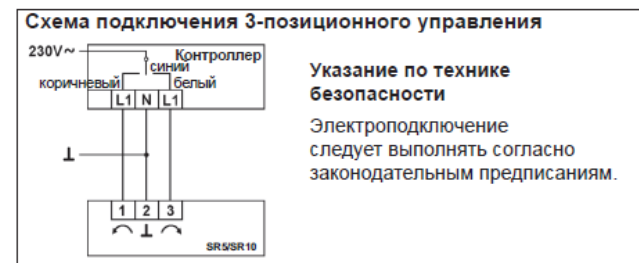 Схема подключения 3-позиционного управления
230V~
Контроллер
синий
коричневый
белый
L1 N L1
Указание по технике
безопасности
Электроподключение
следует выполнять согласно
законодательным предписаниям.
1 2 3
SR5/SR10